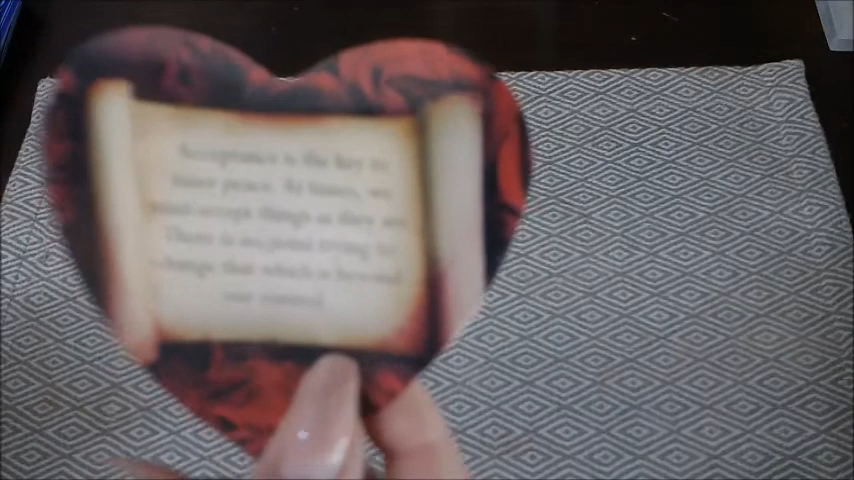 Acceptance is the key to
inner peace. At times, we
must accept things as they are
There is no point trying to
change that which is beyond
our control